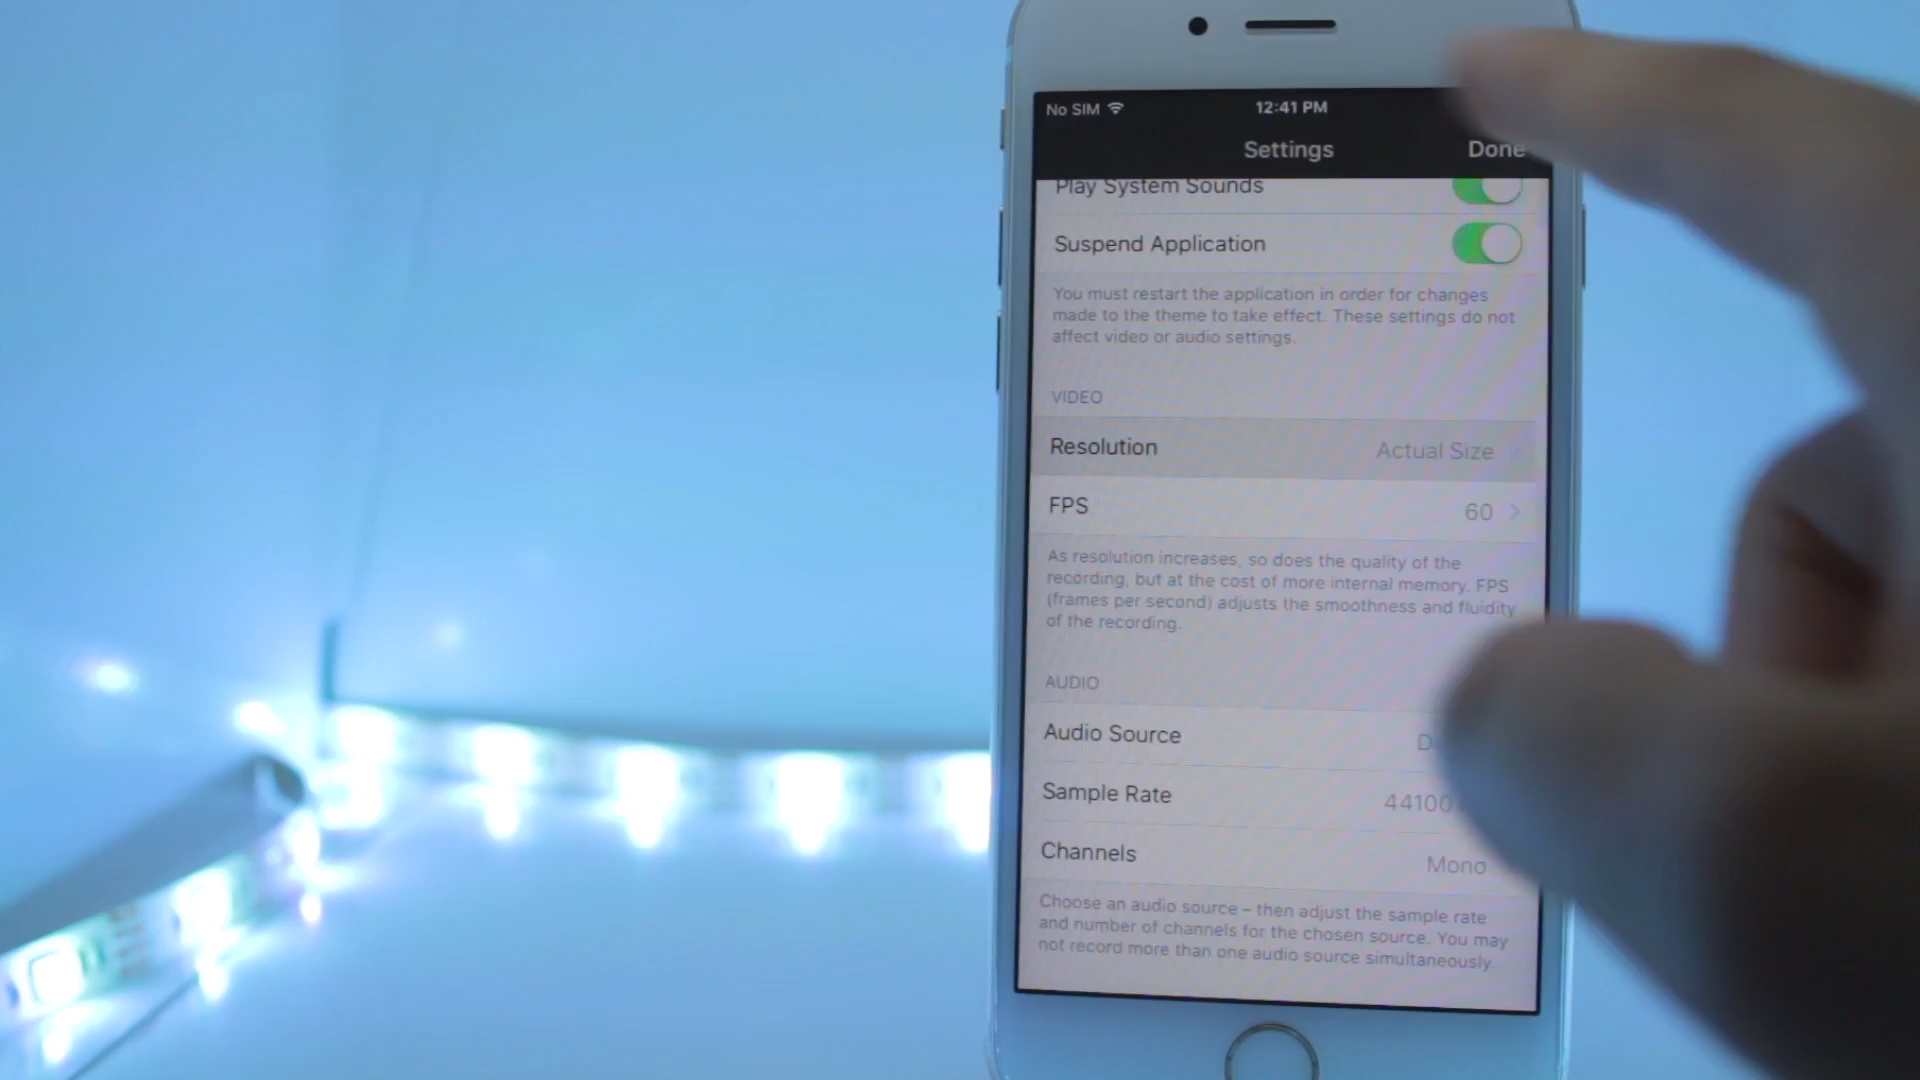 No SIM 12:41 PM
Settings Done
Play System Sounds
Suspend Application
You must restart the application in order for changes
made to the theme to take effect. These settings do not
affect video or audio settings.
VIDEO
Resolution Actual Size
FPS 60
As resolution increases, so does the quality of the
recording, but at the cost of more internal memory. FPS
(frames per second) adjusts the smoothness and fluidity
of the recording.
AUDIO
Audio Source
Sample Rate 44100
Channels Mono
Choose an audio source – then adjust the sample rate
and number of channels for the chosen source. You may
not record more than one audio source simultaneously.